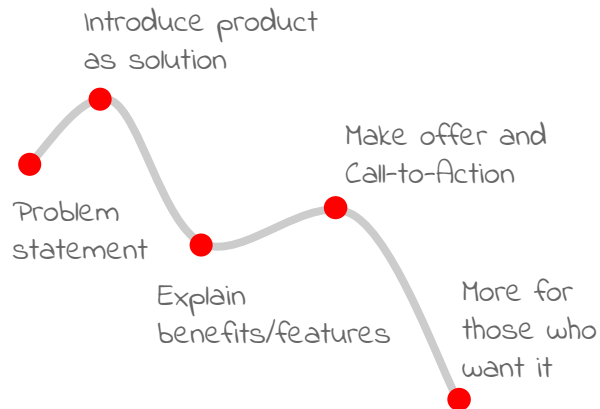 Introduce product
as solution
Make offer and
Call-to-Action
Problem
statement
Explain
benefits/features
More for
those who
want it